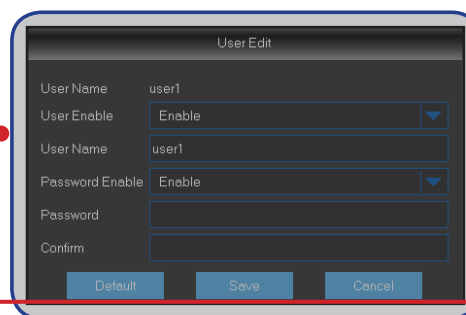 User Edit
User Name user1
User Enable Enable
User Name user1
Password Enable Enable
Password
Confirm
Default Save Cancel